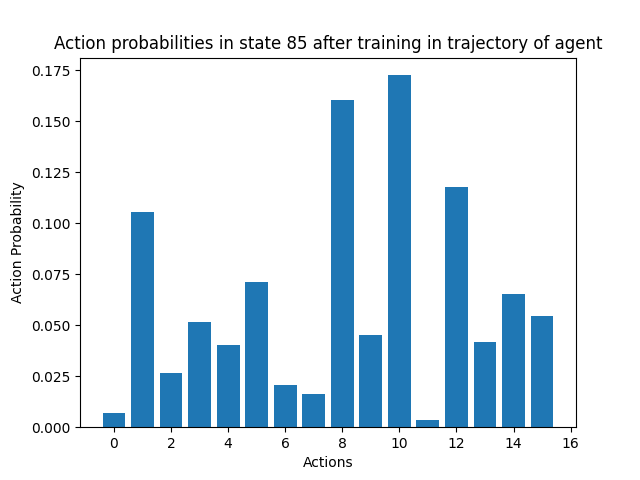 Action probabilities in state 85 after training in trajectory of agent
0.175
0.150
0.125
0.100
0.075
0.050
0.025
0.000
Action Probability
0 2 4 6 8 10 12 14 16
Actions